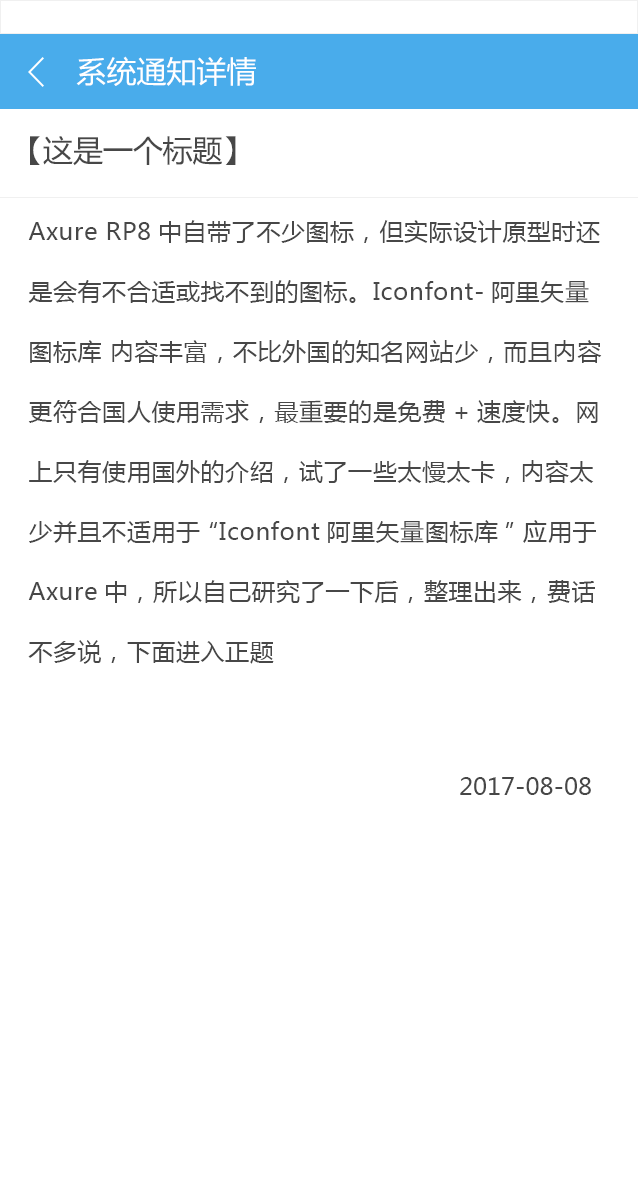 系统通知详情
【这是一个标题】
Axure RP8 中自带了不少图标，但实际设计原型时还
是会有不合适或找不到的图标。Iconfont- 阿里矢量
图标库 内容丰富，不比外国的知名网站少，而且内容
更符合国人使用需求，最重要的是免费 + 速度快。网
上只有使用国外的介绍，试了一些太慢太卡，内容太
少并且不适用于 “Iconfont 阿里矢量图标库 ” 应用于
Axure 中，所以自己研究了一下后，整理出来，费话
不多说，下面进入正题
2017-08-08